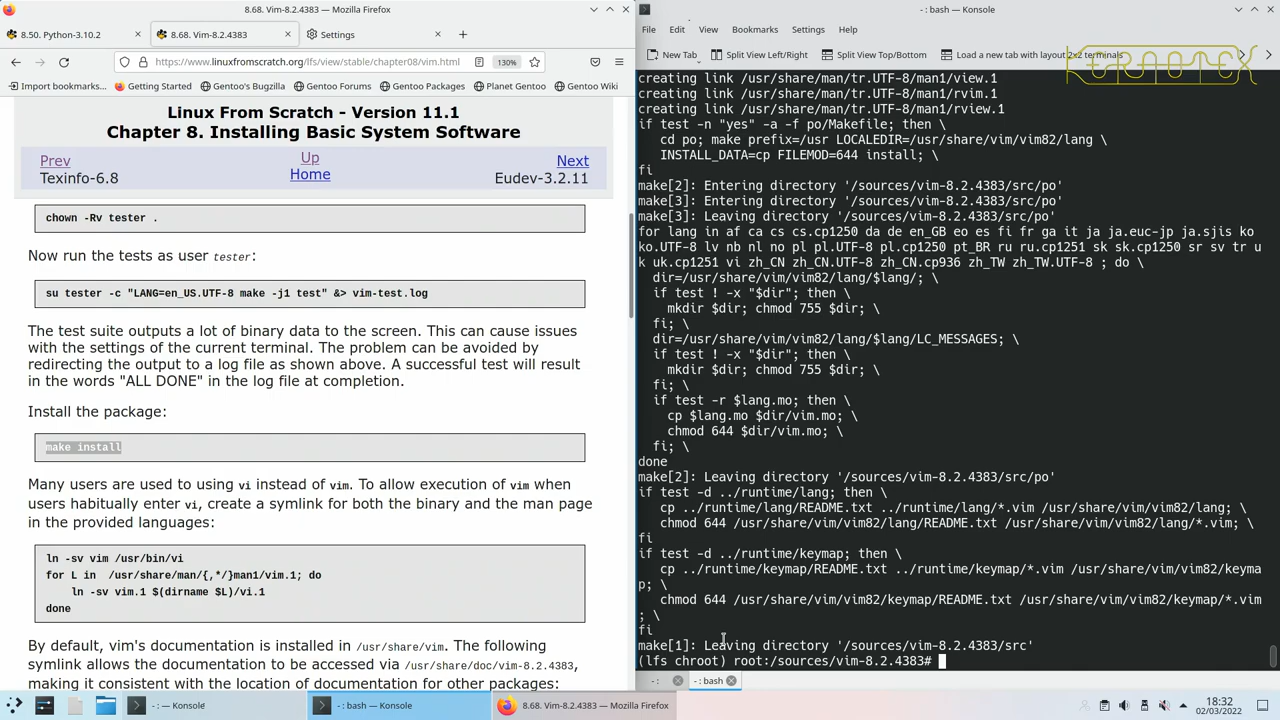 8.68. Vim-8.2.4383 — Mozilla Firefox
8.50. Python-3.10.2
8.68. Vim-8.2.4383
Settings
https://www.linuxfromscratch.org/lfs/view/stable/chapter08/vim.html
130%
Import bookmarks...
Getting Started
Gentoo's Bugzilla
Gentoo Forums
Gentoo Packages
Planet Gentoo
Gentoo Wiki
Linux From Scratch - Version 11.1
Chapter 8. Installing Basic System Software
Prev
Up
Next
Texinfo-6.8
Home
Eudev-3.2.11
chown -Rv tester .
Now run the tests as user tester:
su tester -c "LANG=en_US.UTF-8 make -j1 test" &> vim-test.log
The test suite outputs a lot of binary data to the screen. This can cause issues
with the settings of the current terminal. The problem can be avoided by
redirecting the output to a log file as shown above. A successful test will result
in the words "ALL DONE" in the log file at completion.
Install the package:
make install
Many users are used to using vi instead of vim. To allow execution of vim when
users habitually enter vi, create a symlink for both the binary and the man page
in the provided languages:
ln -sv vim /usr/bin/vi
for L in  /usr/share/man/{,*/}man1/vim.1; do
    ln -sv vim.1 $(dirname $L)/vi.1
done
By default, vim's documentation is installed in /usr/share/vim. The following
symlink allows the documentation to be accessed via /usr/share/doc/vim-8.2.4383,
making it consistent with the location of documentation for other packages:
- : bash — Konsole
File
Edit
View
Bookmarks
Settings
Help
New Tab
Split View Left/Right
Split View Top/Bottom
Load a new tab with layout 2×2 terminals
KERNOTEX
creating link /usr/share/man/tr.UTF-8/man1/view.1
creating link /usr/share/man/tr.UTF-8/man1/rvim.1
creating link /usr/share/man/tr.UTF-8/man1/rview.1
if test -n "yes" -a -f po/Makefile; then \
   cd po; make prefix=/usr LOCALEDIR=/usr/share/vim/vim82/lang \
   INSTALL_DATA=cp FILEMOD=644 install; \
fi
make[2]: Entering directory '/sources/vim-8.2.4383/src/po'
make[3]: Entering directory '/sources/vim-8.2.4383/src/po'
make[3]: Leaving directory '/sources/vim-8.2.4383/src/po'
for lang in af ca cs cs.cp1250 da de en_GB eo es fi fr ga it ja ja.euc-jp ja.sjis ko
ko.UTF-8 lv nb nl no pl pl.UTF-8 pl.cp1250 pt_BR ru ru.cp1251 sk sk.cp1250 sr sv tr u
k uk.cp1251 vi zh_CN zh_CN.UTF-8 zh_CN.cp936 zh_TW zh_TW.UTF-8 ; do \
  dir=/usr/share/vim/vim82/lang/$lang/; \
  if test ! -x "$dir"; then \
    mkdir $dir; chmod 755 $dir; \
  fi; \
  dir=/usr/share/vim/vim82/lang/$lang/LC_MESSAGES; \
  if test ! -x "$dir"; then \
    mkdir $dir; chmod 755 $dir; \
  fi; \
  if test -r $lang.mo; then \
    cp $lang.mo $dir/vim.mo; \
    chmod 644 $dir/vim.mo; \
  fi; \
done
make[2]: Leaving directory '/sources/vim-8.2.4383/src/po'
if test -d ../runtime/lang; then \
   cp ../runtime/lang/README.txt ../runtime/lang/*.vim /usr/share/vim/vim82/lang; \
   chmod 644 /usr/share/vim/vim82/lang/README.txt /usr/share/vim/vim82/lang/*.vim; \
fi
if test -d ../runtime/keymap; then \
   cp ../runtime/keymap/README.txt ../runtime/keymap/*.vim /usr/share/vim/vim82/keyma
p; \
   chmod 644 /usr/share/vim/vim82/keymap/README.txt /usr/share/vim/vim82/keymap/*.vim
; \
fi
make[1]: Leaving directory '/sources/vim-8.2.4383/src'
(lfs chroot) root:/sources/vim-8.2.4383#
- :
- : bash
- : — Konsole
- : bash — Konsole
8.68. Vim-8.2.4383 — Mozilla Firefox
18:32
02/03/2022